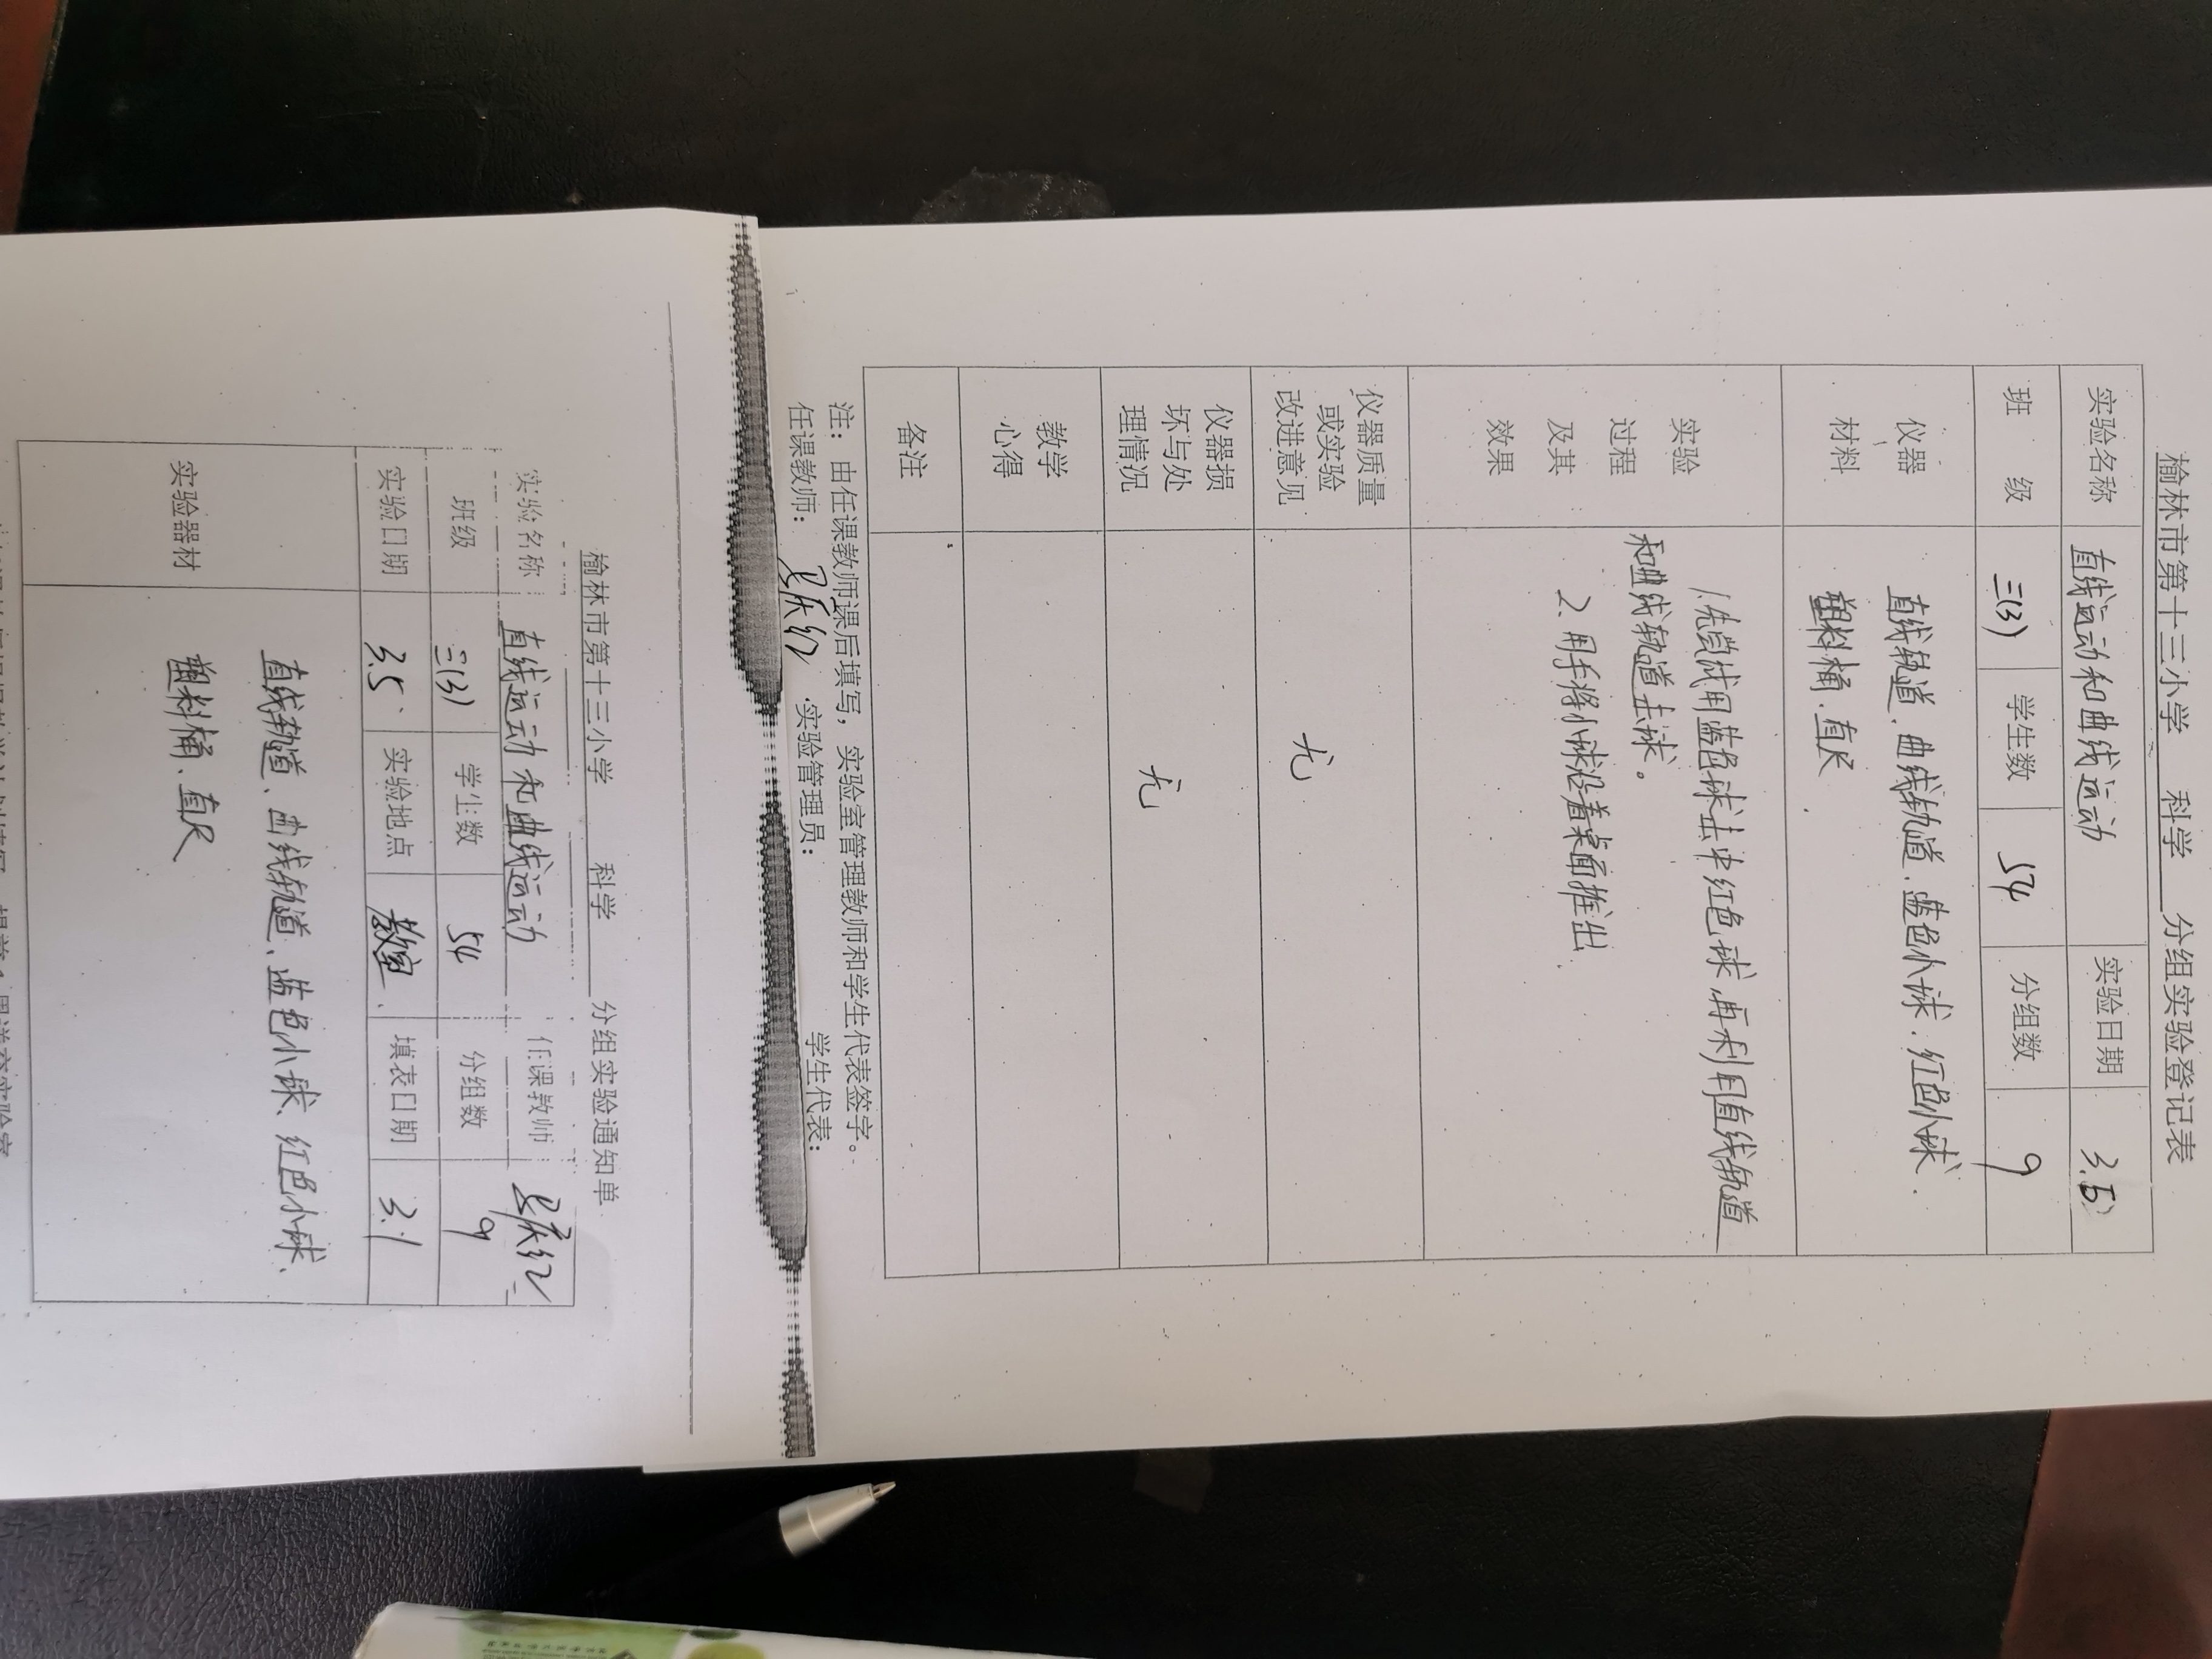 榆林市第十三小学 科学 分组实验登记表
实验名称 直线运动和曲线运动 实验日期 3.5
班 级 三(3) 学生数 54 分组数 9
仪器
材料
直线轨道、曲线轨道、蓝色小球、红色小球、
塑料桶、直尺
实验
过程
及其
效果
1.先尝试用蓝色球去中红色球,再利用直线轨道
和曲线轨道击球。
2、用手将小球沿着桌面推出
仪器质量
或实验
改进意见
无
仪器损
坏与处
理情况
无
教学
心得
备注
注:由任课教师课后填写,实验室管理教师和学生代表签字。
任课教师: 实验管理员: 学生代表:
榆林市第十三小学 科学 分组实验通知单
实验名称 直线运动和曲线运动 任课教师
班级 三(3) 学生数 54 分组数 9
实验日期 3.5 实验地点 教室 填表日期 3.1
实验器材
直线轨道、曲线轨道、蓝色小球、红色小球、
塑料桶、直尺